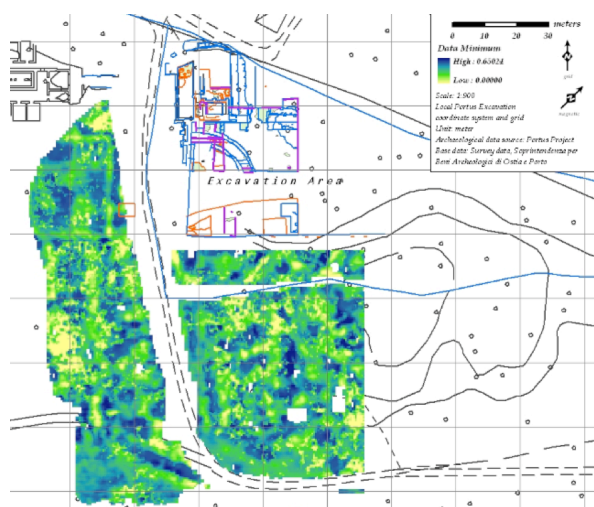 0 10 20 30 meters
Data Minimum
High : 0.65024
Low : 0.00000
Scale: 1:900
Local Portus Excavation
coordinate system and grid
Unit: meter
Archaeological data source: Portus Project
Base data: Survey data, Soprintendenza per
Beni Archeologici di Ostia e Porto
grid
magnetic
Excavation Area